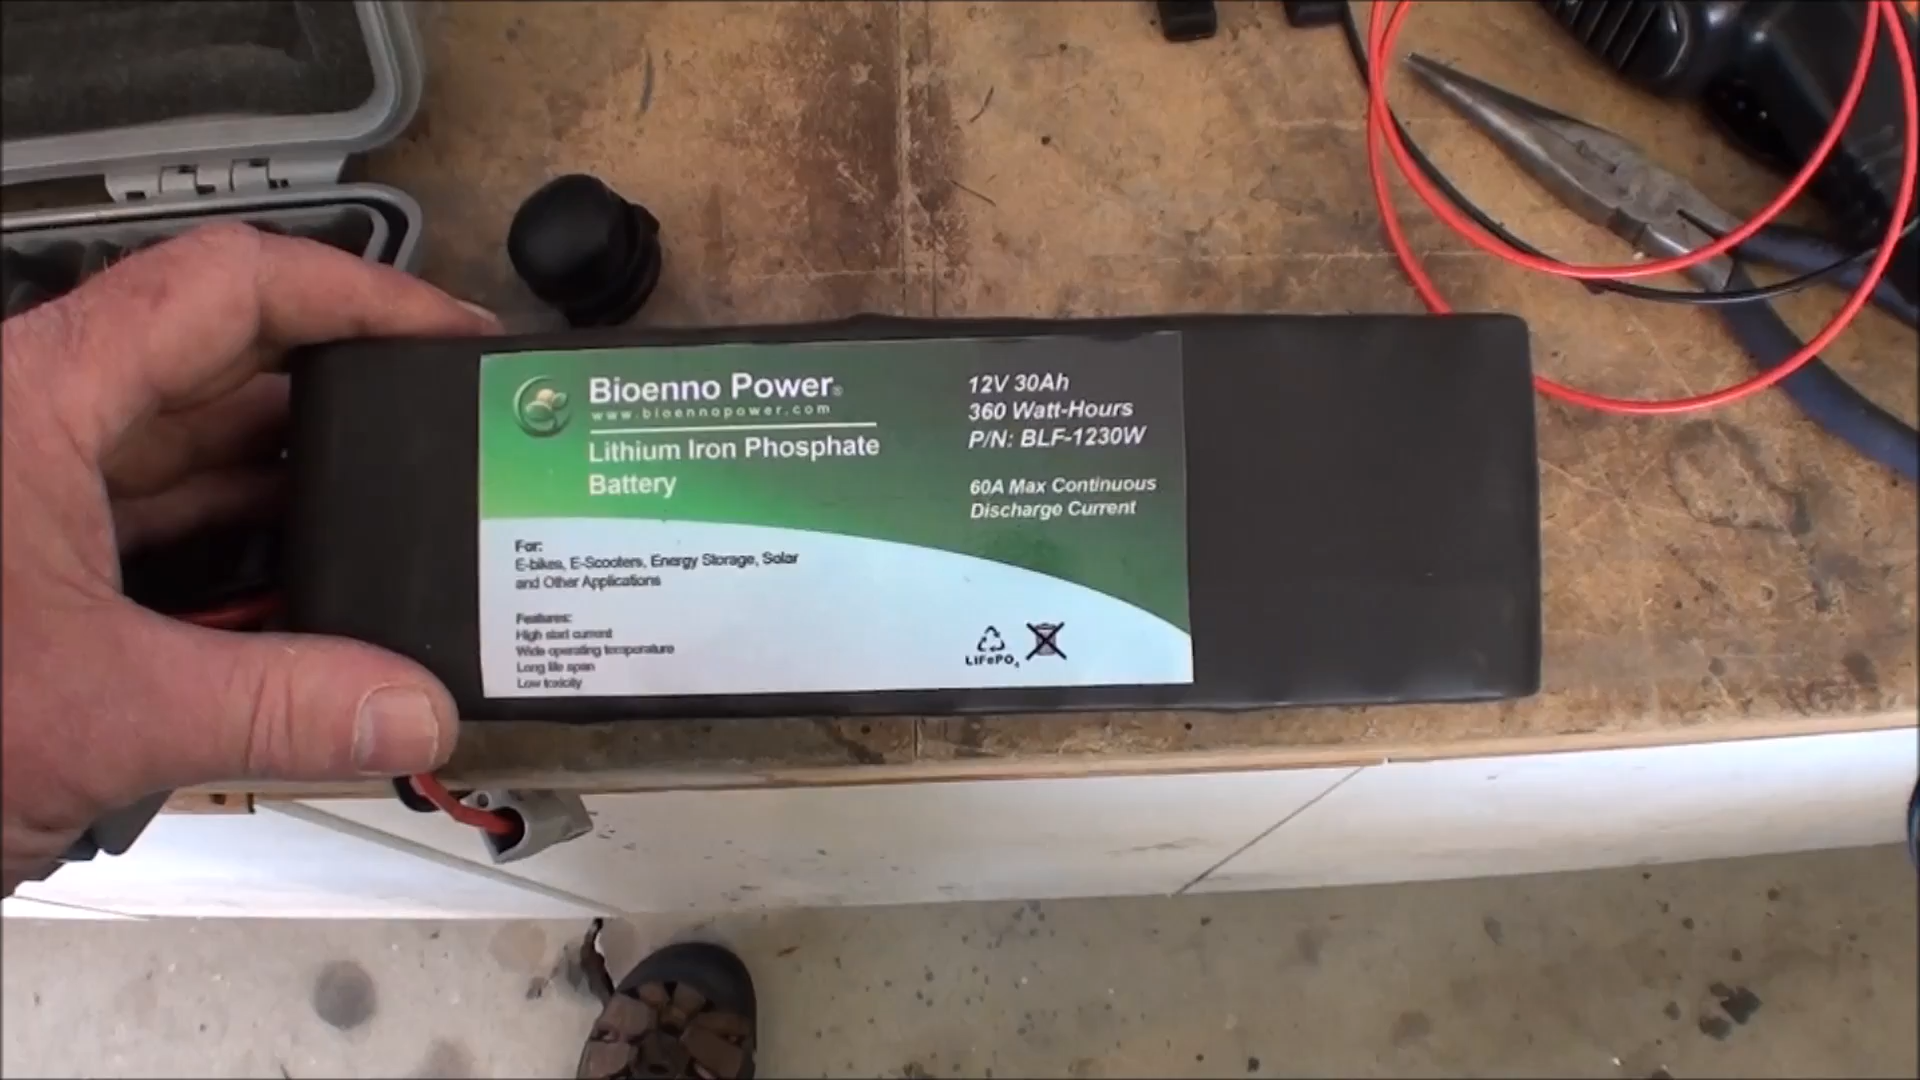 Bioenno Power®
www.bioennopower.com
Lithium Iron Phosphate
Battery
12V 30Ah
360 Watt-Hours
P/N: BLF-1230W
60A Max Continuous
Discharge Current
For:
E-bikes, E-Scooters, Energy Storage, Solar
and Other Applications
Features:
High start current
Wide operating temperature
Long life span
Low toxicity
LiFePO₄